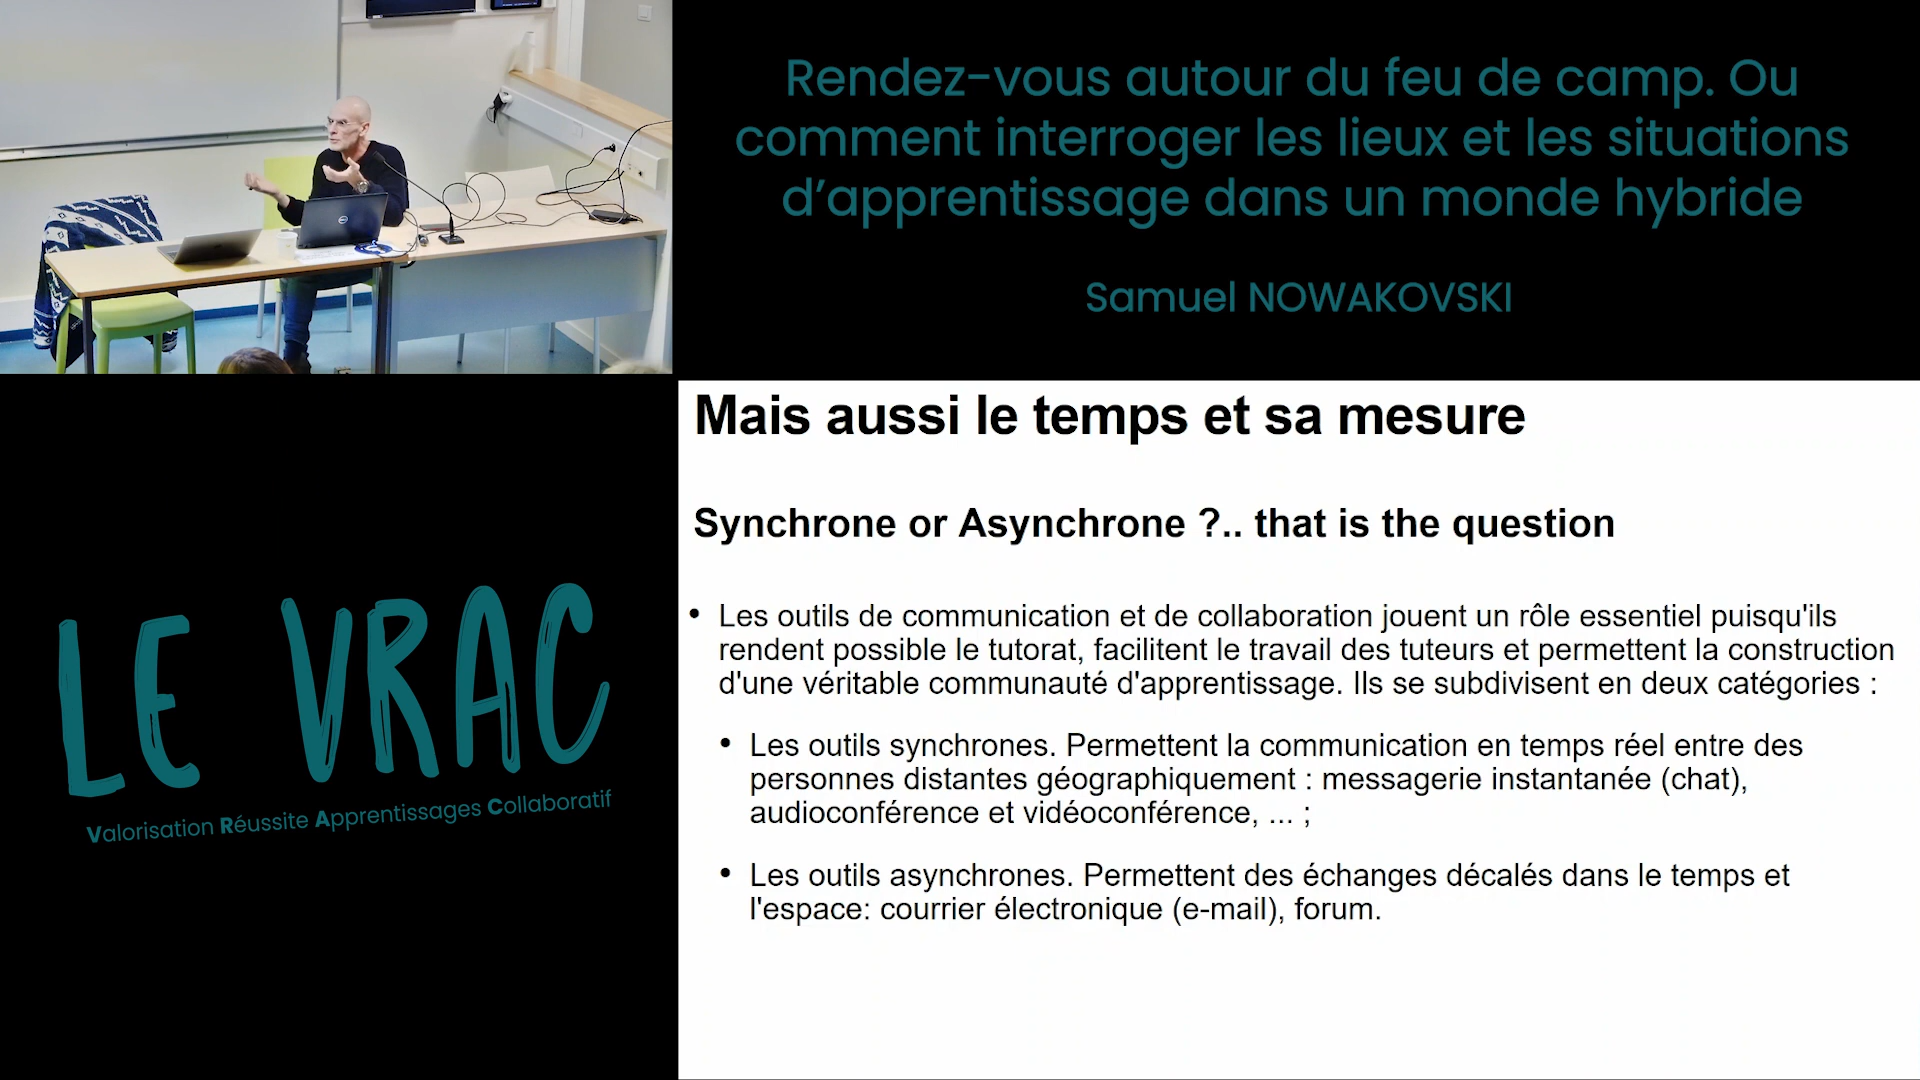 Rendez-vous autour du feu de camp. Ou
comment interroger les lieux et les situations
d’apprentissage dans un monde hybride
Samuel NOWAKOVSKI
Mais aussi le temps et sa mesure
Synchrone or Asynchrone ?.. that is the question
• Les outils de communication et de collaboration jouent un rôle essentiel puisqu'ils
rendent possible le tutorat, facilitent le travail des tuteurs et permettent la construction
d'une véritable communauté d'apprentissage. Ils se subdivisent en deux catégories :
• Les outils synchrones. Permettent la communication en temps réel entre des
personnes distantes géographiquement : messagerie instantanée (chat),
audioconférence et vidéoconférence, ... ;
• Les outils asynchrones. Permettent des échanges décalés dans le temps et
l'espace: courrier électronique (e-mail), forum.
LE VRAC
Valorisation Réussite Apprentissages Collaboratif
DELL